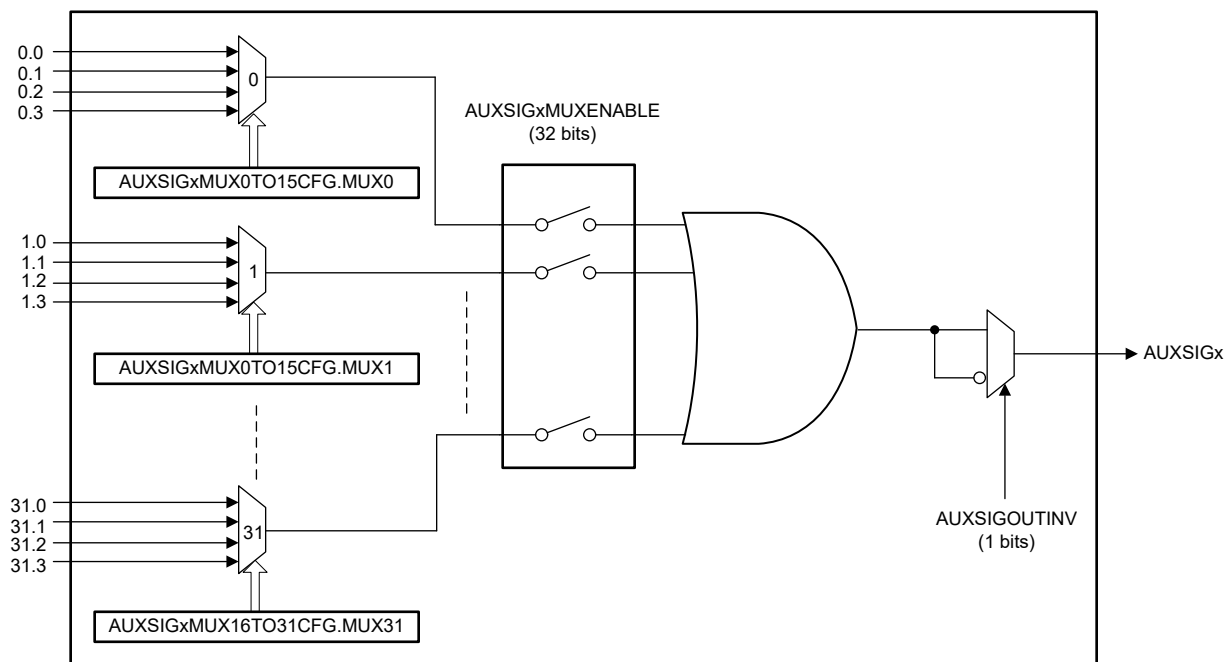 0.0
0.1
0.2
0.3
0
AUXSIGxMUX0TO15CFG.MUX0
AUXSIGxMUXENABLE
(32 bits)
1.0
1.1
1.2
1.3
1
AUXSIGxMUX0TO15CFG.MUX1
AUXSIGx
31.0
31.1
31.2
31.3
31
AUXSIGxMUX16TO31CFG.MUX31
AUXSIGOUTINV
(1 bits)